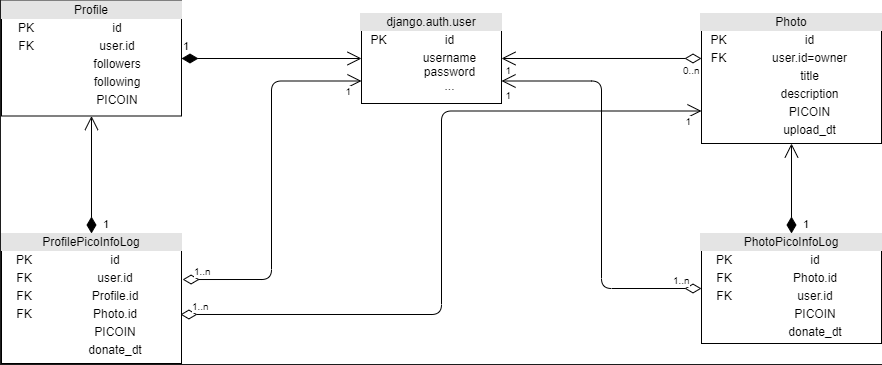 Profile
PK id
FK user.id
followers
following
PICOIN
1
django.auth.user
PK id
username
password
...
1
1
1
Photo
PK id
FK user.id=owner
title
description
PICOIN
upload_dt
0..n
1
1
ProfilePicoInfoLog
PK id
FK user.id
FK Profile.id
FK Photo.id
PICOIN
donate_dt
1..n
1..n
1
PhotoPicoInfoLog
PK id
FK Photo.id
FK user.id
PICOIN
donate_dt
1..n